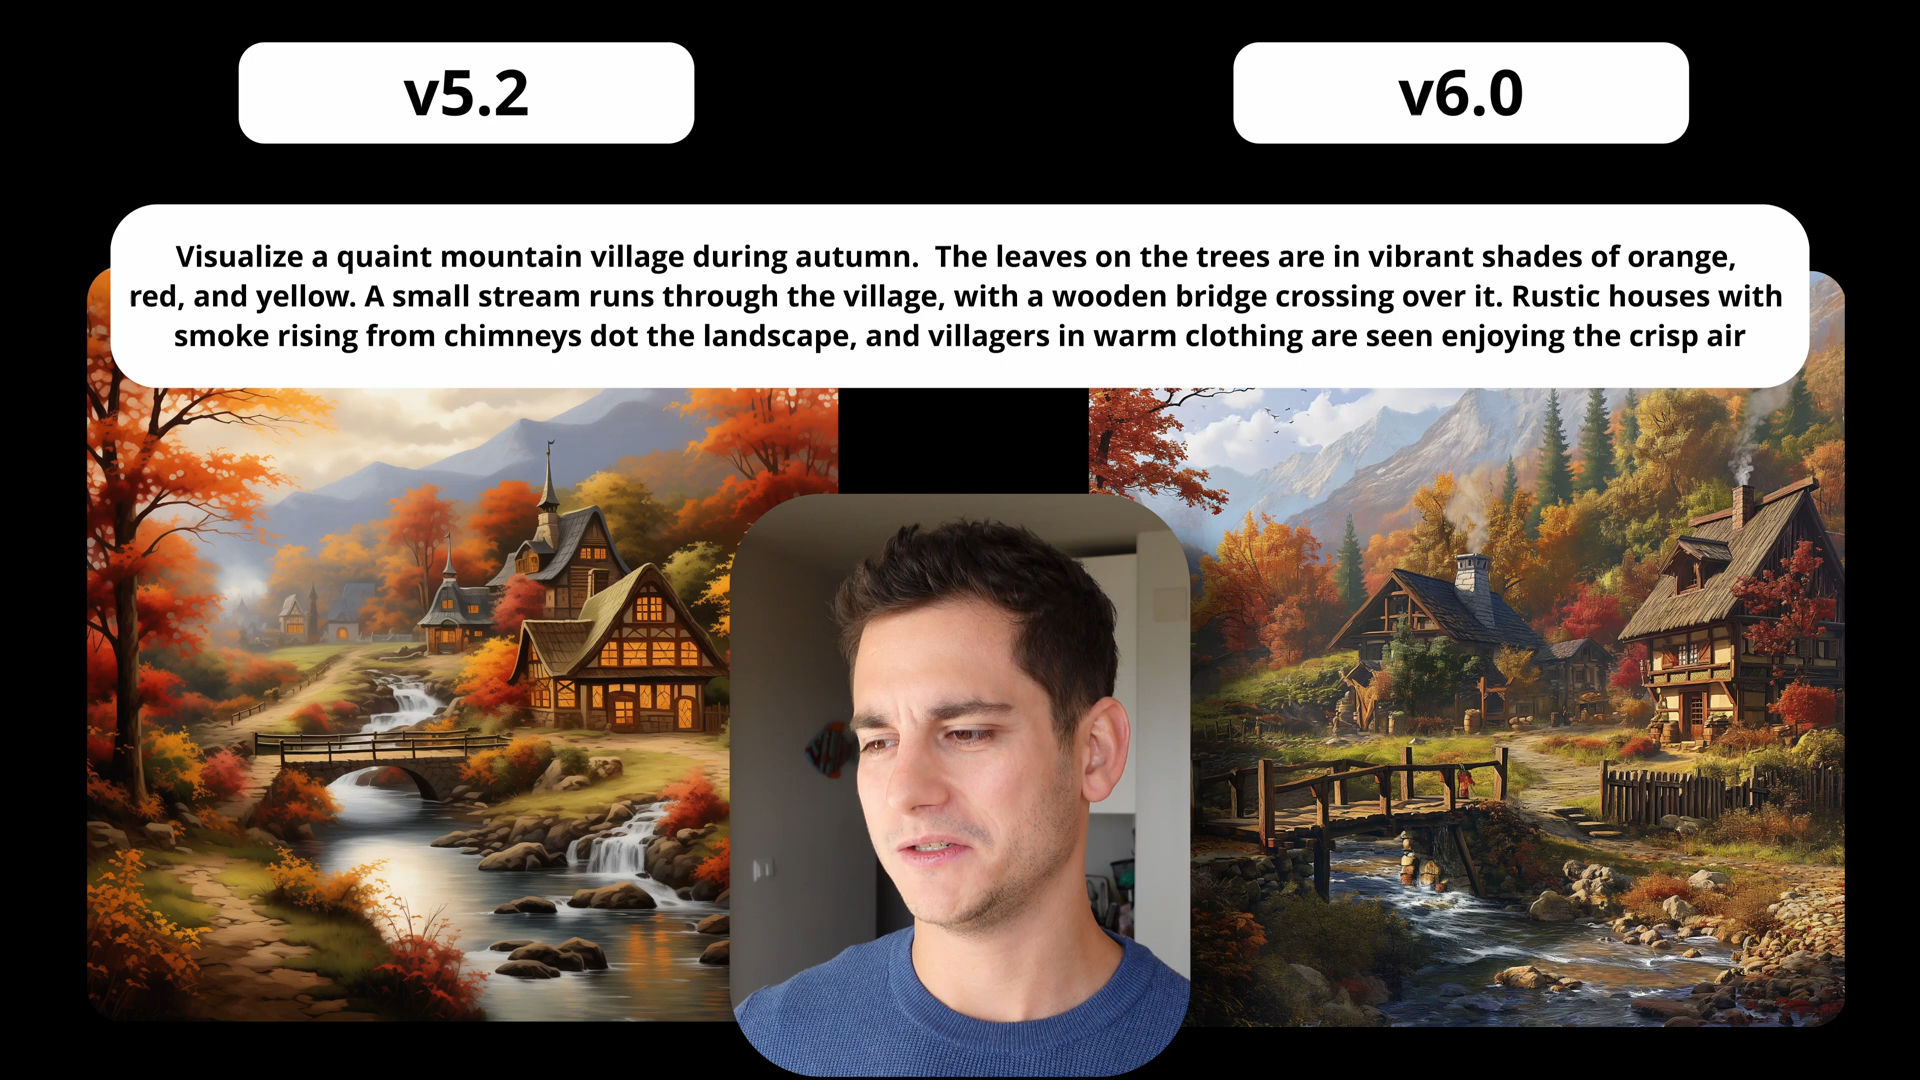 v5.2
v6.0
Visualize a quaint mountain village during autumn.  The leaves on the trees are in vibrant shades of orange,
red, and yellow. A small stream runs through the village, with a wooden bridge crossing over it. Rustic houses with
smoke rising from chimneys dot the landscape, and villagers in warm clothing are seen enjoying the crisp air